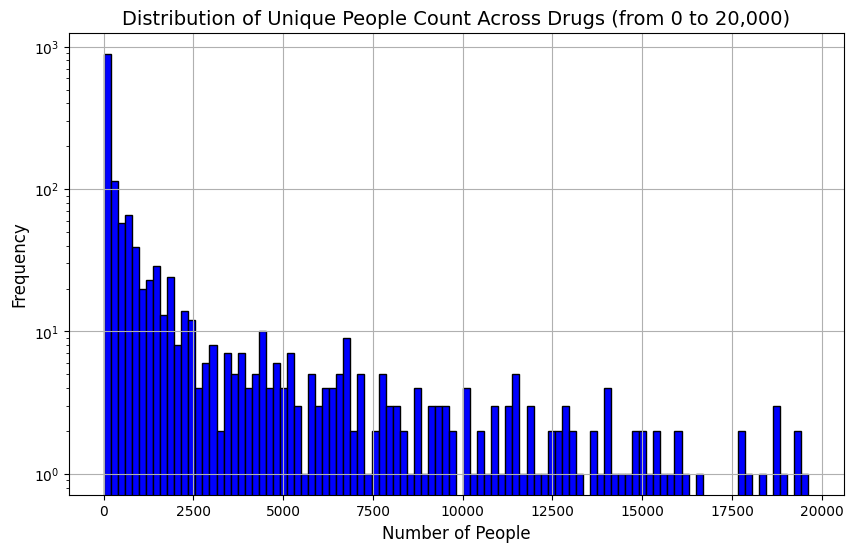 Distribution of Unique People Count Across Drugs (from 0 to 20,000)
Frequency
10³
10²
10¹
10⁰
0 2500 5000 7500 10000 12500 15000 17500 20000
Number of People